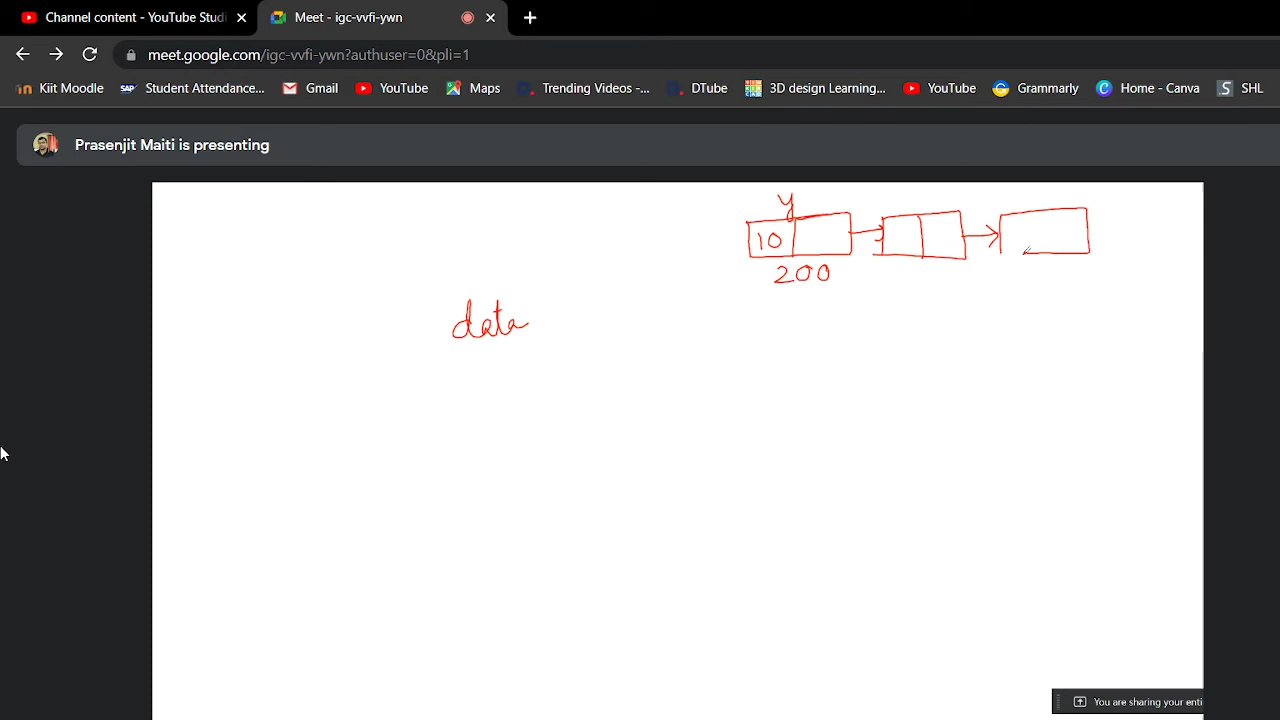 Channel content - YouTube Studi
Meet - igc-vvfi-ywn
meet.google.com/igc-vvfi-ywn?authuser=0&pli=1
Kiit Moodle
SAP Student Attendance...
Gmail
YouTube
Maps
Trending Videos -...
DTube
3D design Learning...
YouTube
Grammarly
C Home - Canva
S SHL
Prasenjit Maiti is presenting
y
10
200
data
You are sharing your enti